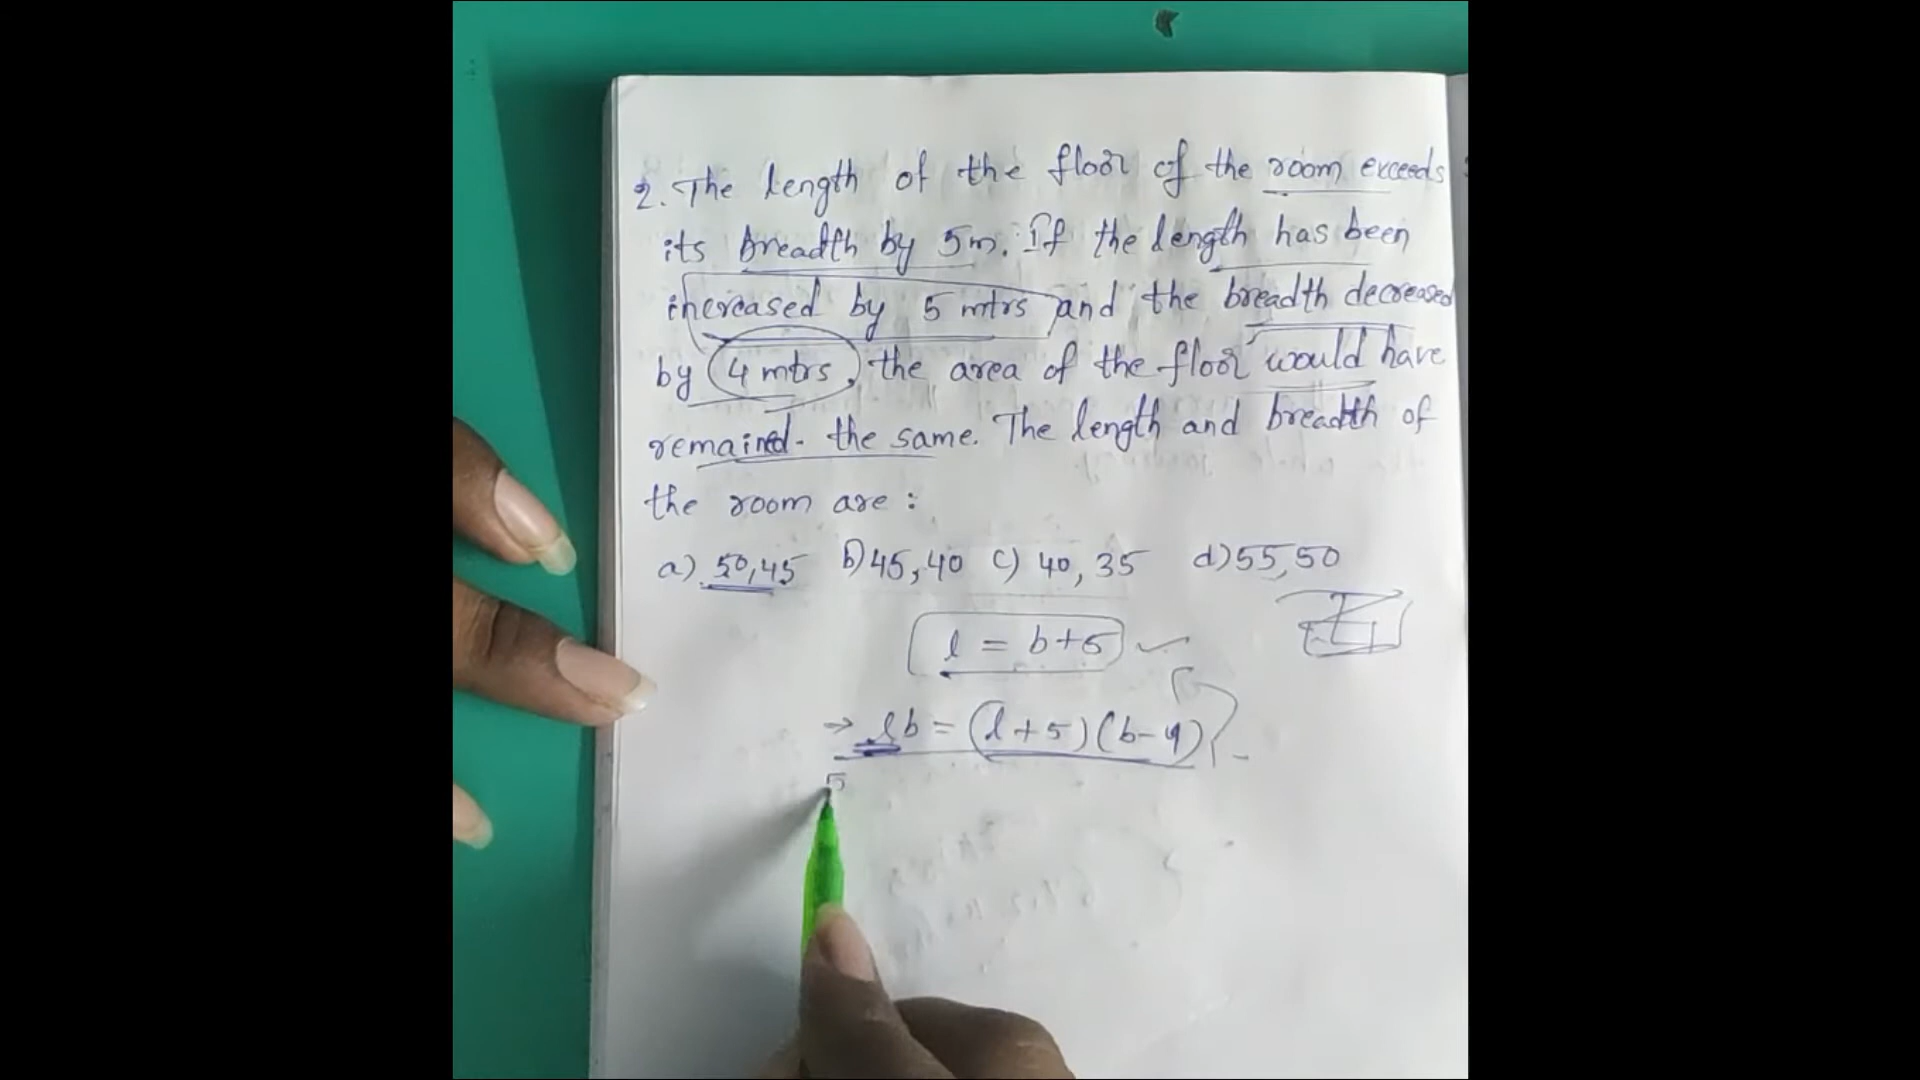 2. The length of the floor of the room exceeds
its breadth by 5m. If the length has been
increased by 5 mtrs and the breadth decreased
by 4 mtrs, the area of the floor would have
remained the same. The length and breadth of
the room are :
a) 50,45 b) 45,40 c) 40, 35 d) 55,50
l = b+5
→ lb = (l+5)(b-4)
5